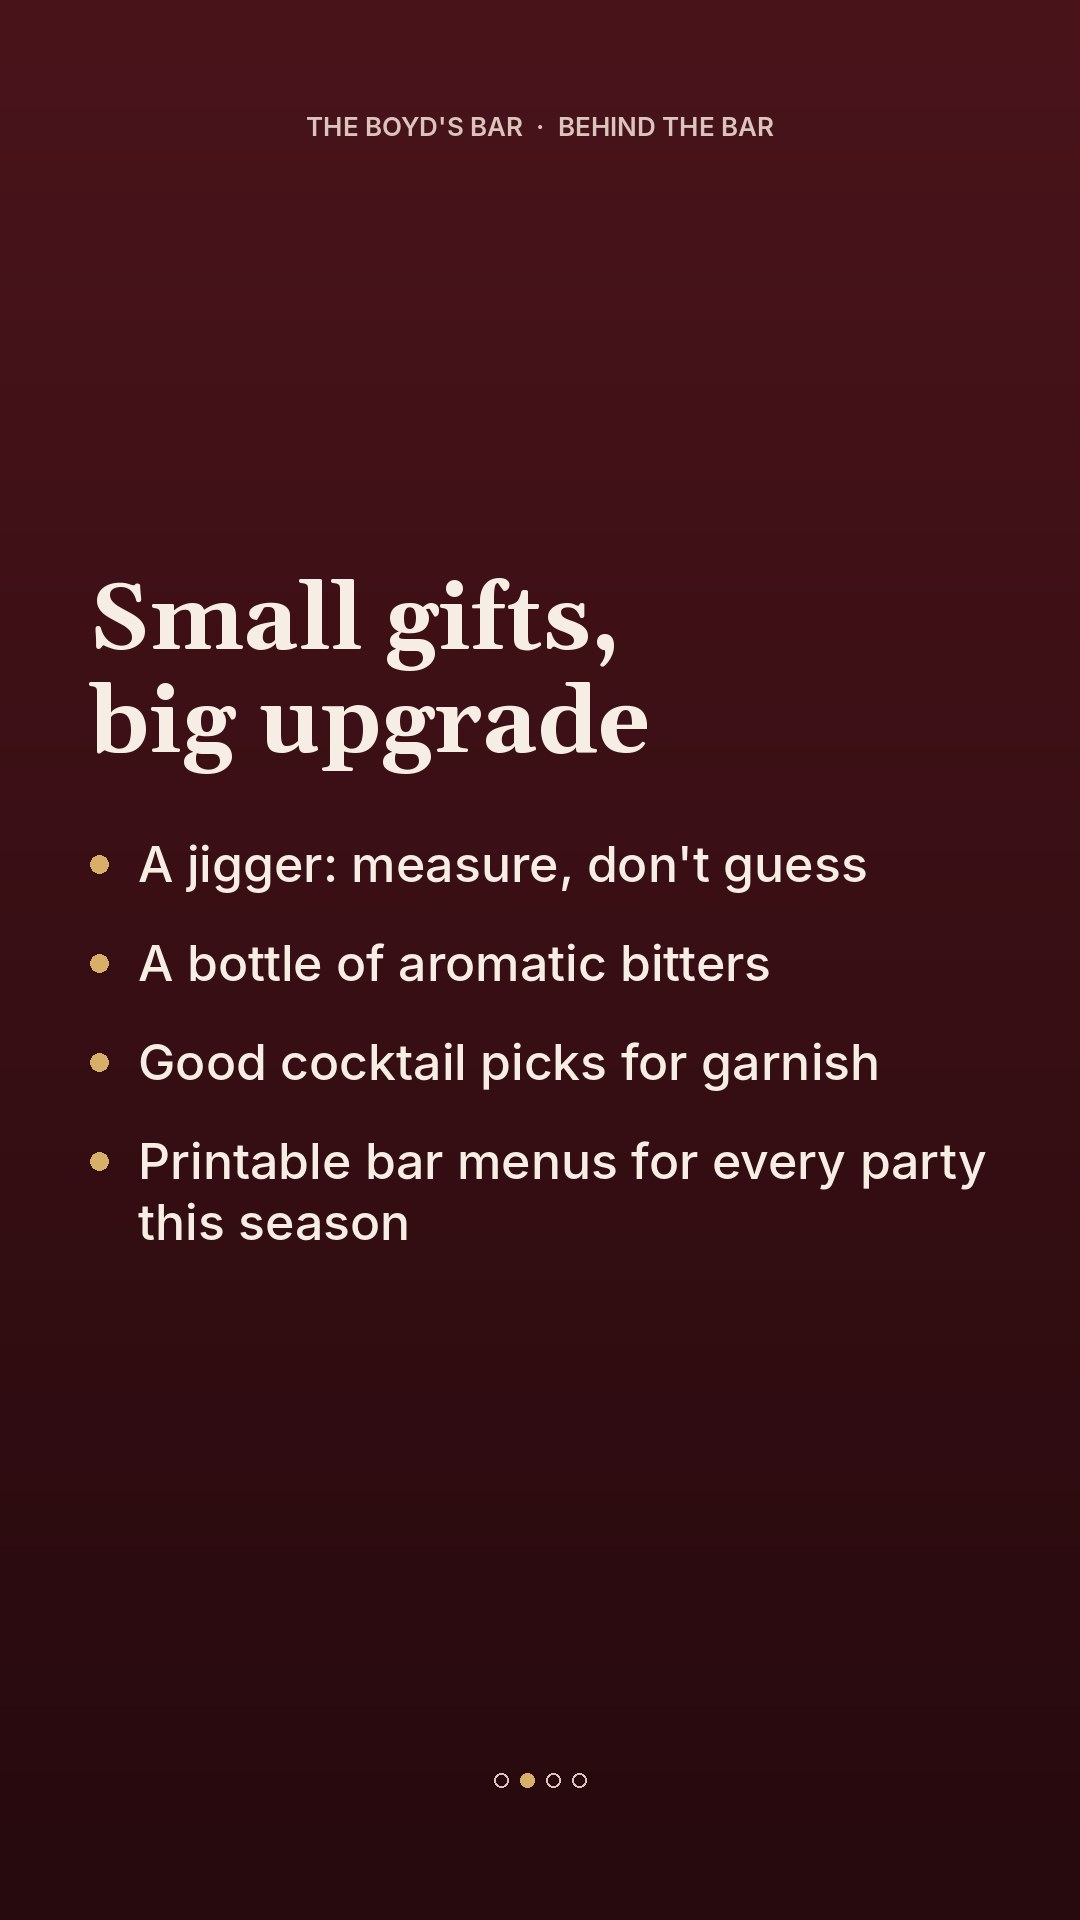 THE BOYD'S BAR · BEHIND THE BAR
Small gifts,
big upgrade
A jigger: measure, don't guess
A bottle of aromatic bitters
Good cocktail picks for garnish
Printable bar menus for every party
this season